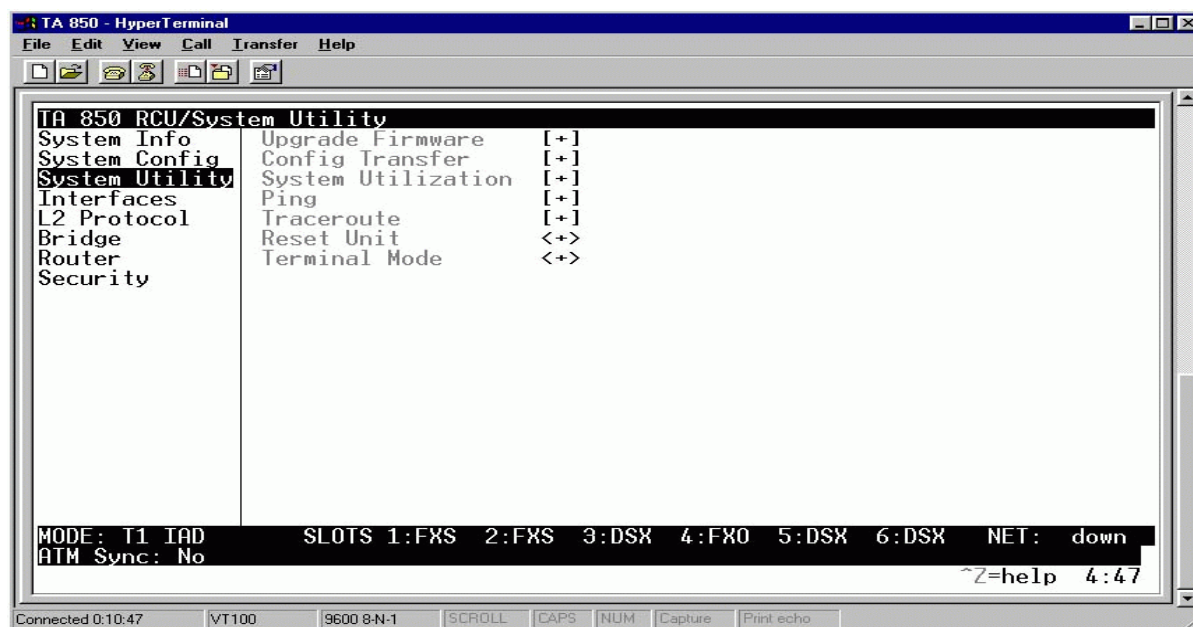 TA 850 - HyperTerminal
File Edit View Call Transfer Help
TA 850 RCU/System Utility
System Info Upgrade Firmware [+]
System Config Config Transfer [+]
System Utility System Utilization [+]
Interfaces Ping [+]
L2 Protocol Traceroute [+]
Bridge Reset Unit <+>
Router Terminal Mode <+>
Security
MODE: T1 IAD SLOTS 1:FXS 2:FXS 3:DSX 4:FXO 5:DSX 6:DSX NET: down
ATM Sync: No
^Z=help 4:47
Connected 0:10:47 VT100 9600 8-N-1 SCROLL CAPS NUM Capture Print echo